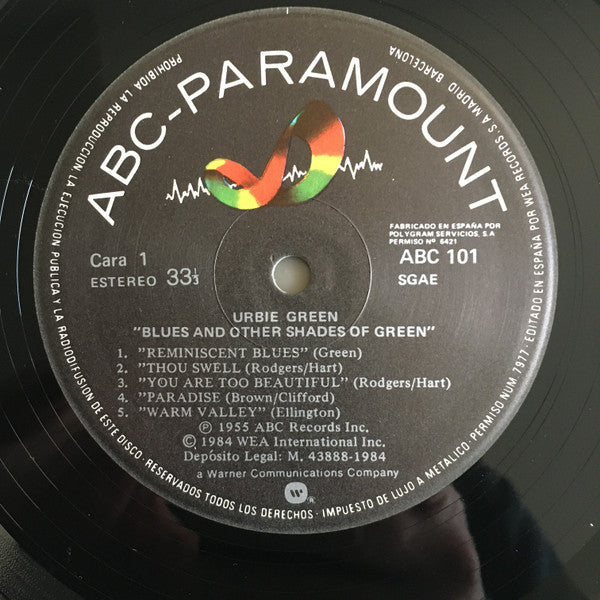 ABC-PARAMOUNT
PROHIBIDA LA REPRODUCCION, LA EJECUCION PUBLICA Y LA RADIODIFUSION DE ESTE DISCO · RESERVADOS TODOS LOS DERECHOS · IMPUESTO DE LUJO A METALICO · PERMISO NUM 7977 · EDITADO EN ESPAÑA POR WEA RECORDS, S A MADRID BARCELONA
FABRICADO EN ESPAÑA POR
POLYGRAM SERVICIOS, S.A
PERMISO Nº 6421
Cara 1
ESTEREO 33⅓
ABC 101
SGAE
URBIE GREEN
"BLUES AND OTHER SHADES OF GREEN"
1. "REMINISCENT BLUES" (Green)
2. "THOU SWELL (Rodgers/Hart)
3. "YOU ARE TOO BEAUTIFUL" (Rodgers/Hart)
4. "PARADISE (Brown/Clifford)
5. "WARM VALLEY" (Ellington)
℗ 1955 ABC Records Inc.
© 1984 WEA International Inc.
Depósito Legal: M. 43888-1984
a Warner Communications Company
W ®